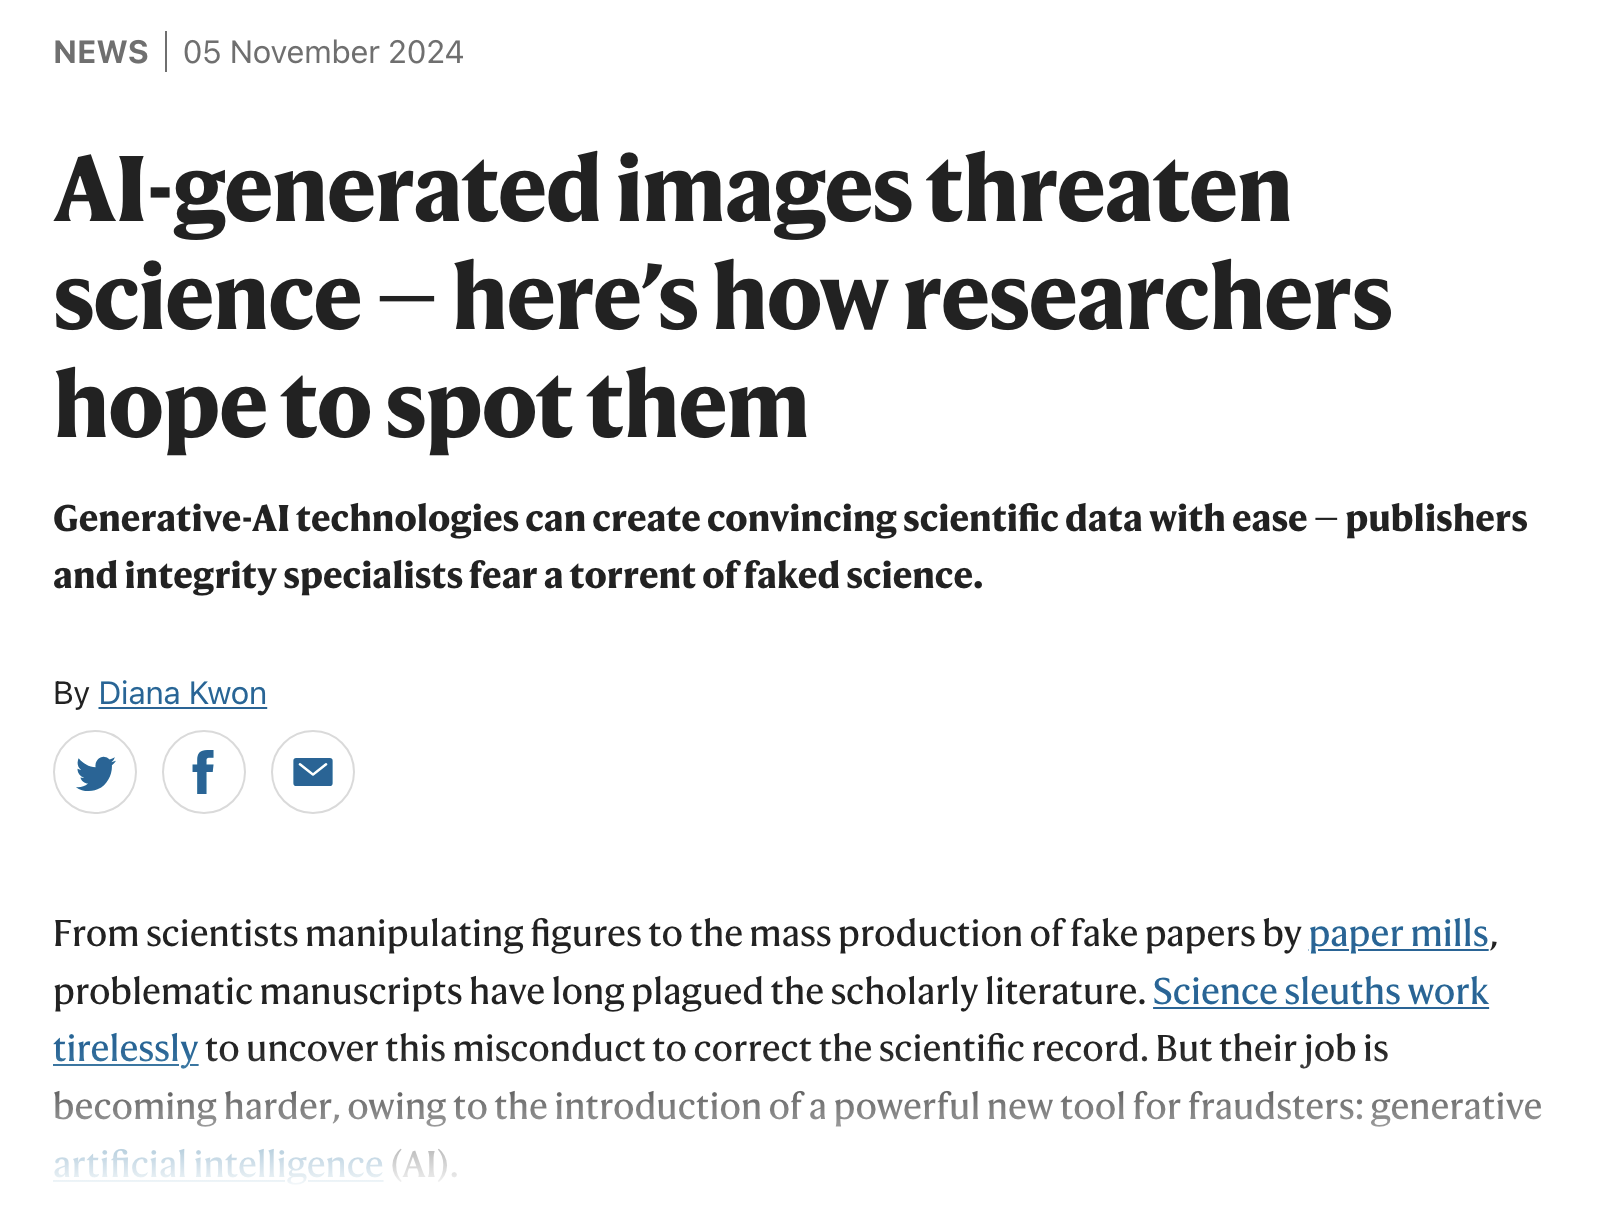 NEWS | 05 November 2024
AI-generated images threaten
science — here’s how researchers
hope to spot them
Generative-AI technologies can create convincing scientific data with ease — publishers
and integrity specialists fear a torrent of faked science.
By Diana Kwon
From scientists manipulating figures to the mass production of fake papers by paper mills,
problematic manuscripts have long plagued the scholarly literature. Science sleuths work
tirelessly to uncover this misconduct to correct the scientific record. But their job is
becoming harder, owing to the introduction of a powerful new tool for fraudsters: generative
artificial intelligence (AI).